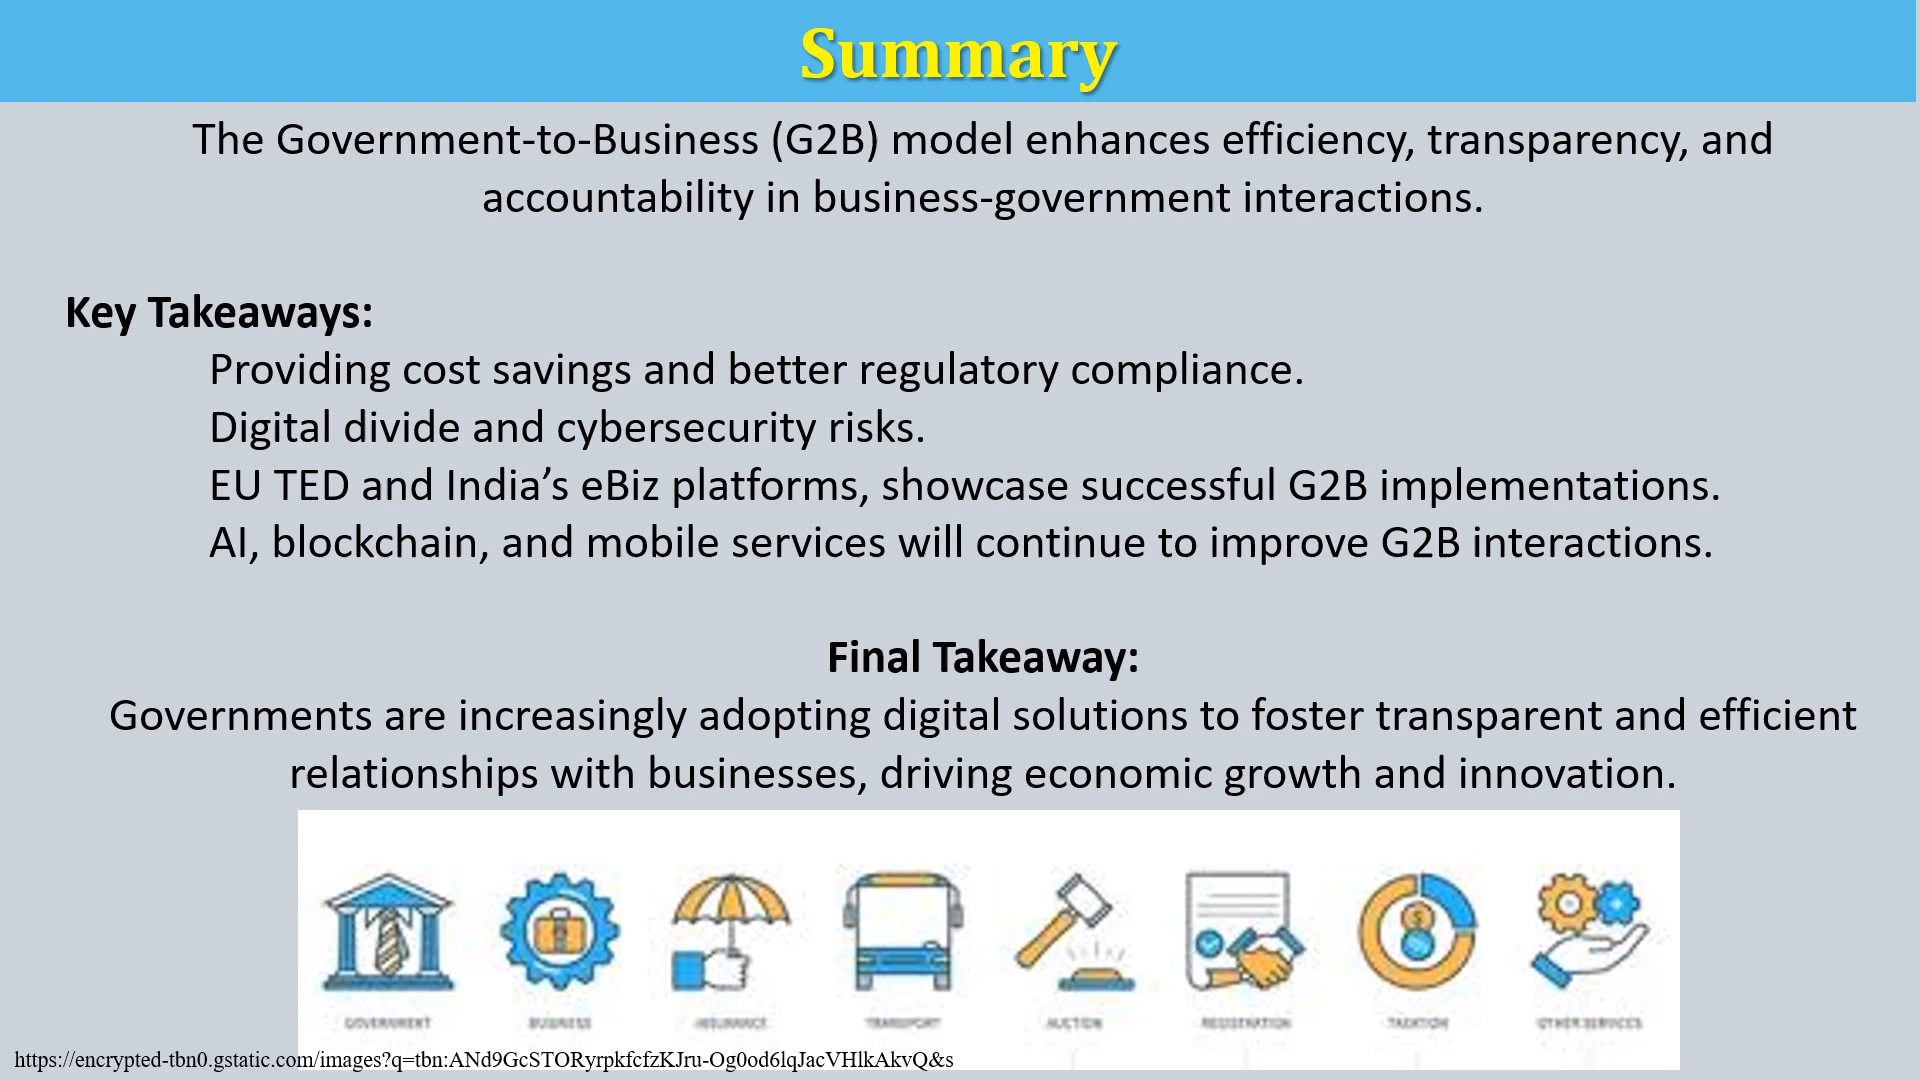 Summary
The Government-to-Business (G2B) model enhances efficiency, transparency, and
accountability in business-government interactions.
Key Takeaways:
Providing cost savings and better regulatory compliance.
Digital divide and cybersecurity risks.
EU TED and India’s eBiz platforms, showcase successful G2B implementations.
AI, blockchain, and mobile services will continue to improve G2B interactions.
Final Takeaway:
Governments are increasingly adopting digital solutions to foster transparent and efficient
relationships with businesses, driving economic growth and innovation.
GOVERNMENT BUSINESS INSURANCE TRANSPORT AUCTION REGISTRATION TAXATION OTHER SERVICES
https://encrypted-tbn0.gstatic.com/images?q=tbn:ANd9GcSTORyrpkfcfzKJru-Og0od6lqJacVHlkAkvQ&s